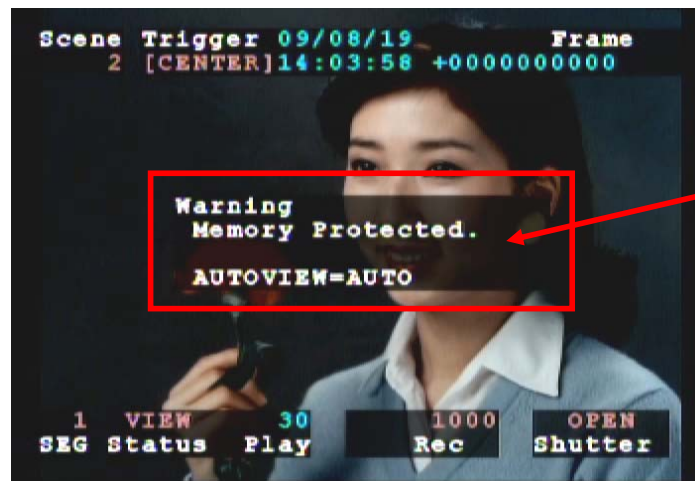 Scene Trigger 09/08/19 Frame
2 [CENTER]14:03:58 +0000000000
Warning
Memory Protected.
AUTOVIEW=AUTO
1 VIEW 30 1000 OPEN
SEG Status Play Rec Shutter